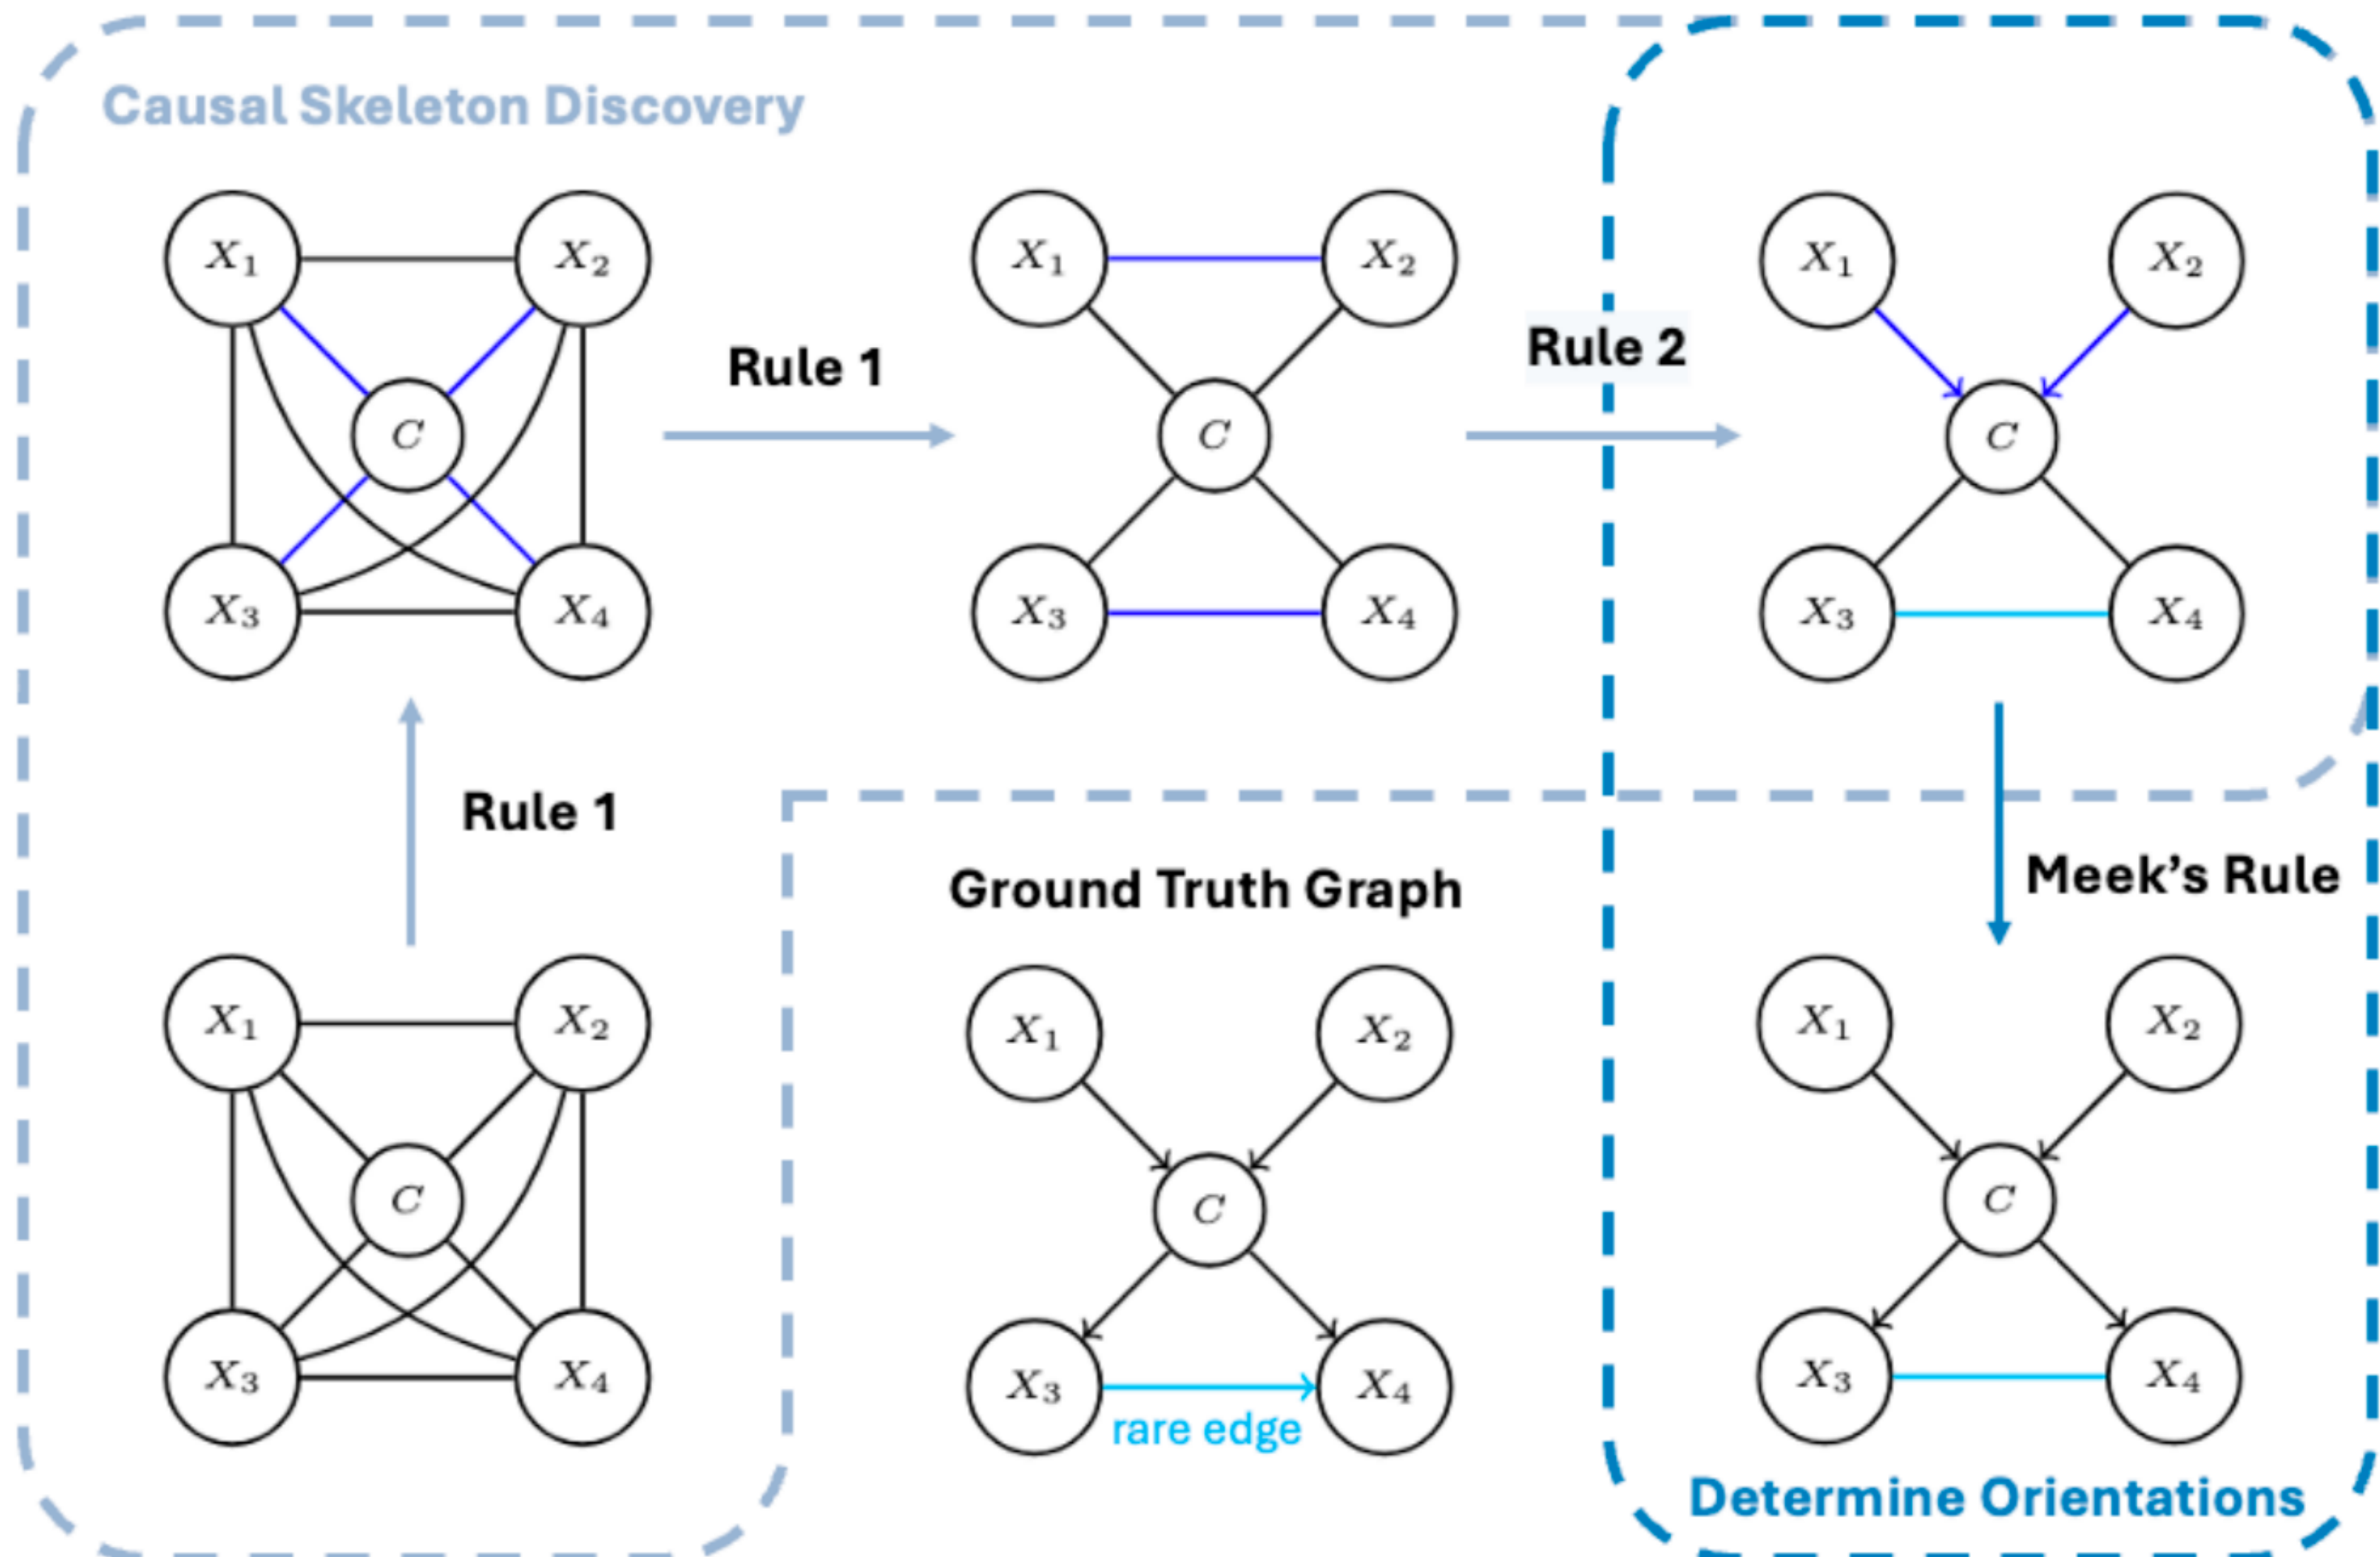 Causal Skeleton Discovery
X₁ X₂
C
X₃ X₄
Rule 1
X₁ X₂
C
X₃ X₄
Rule 2
X₁ X₂
C
X₃ X₄
Rule 1
X₁ X₂
C
X₃ X₄
Ground Truth Graph
X₁ X₂
C
X₃ X₄
rare edge
Meek’s Rule
X₁ X₂
C
X₃ X₄
Determine Orientations